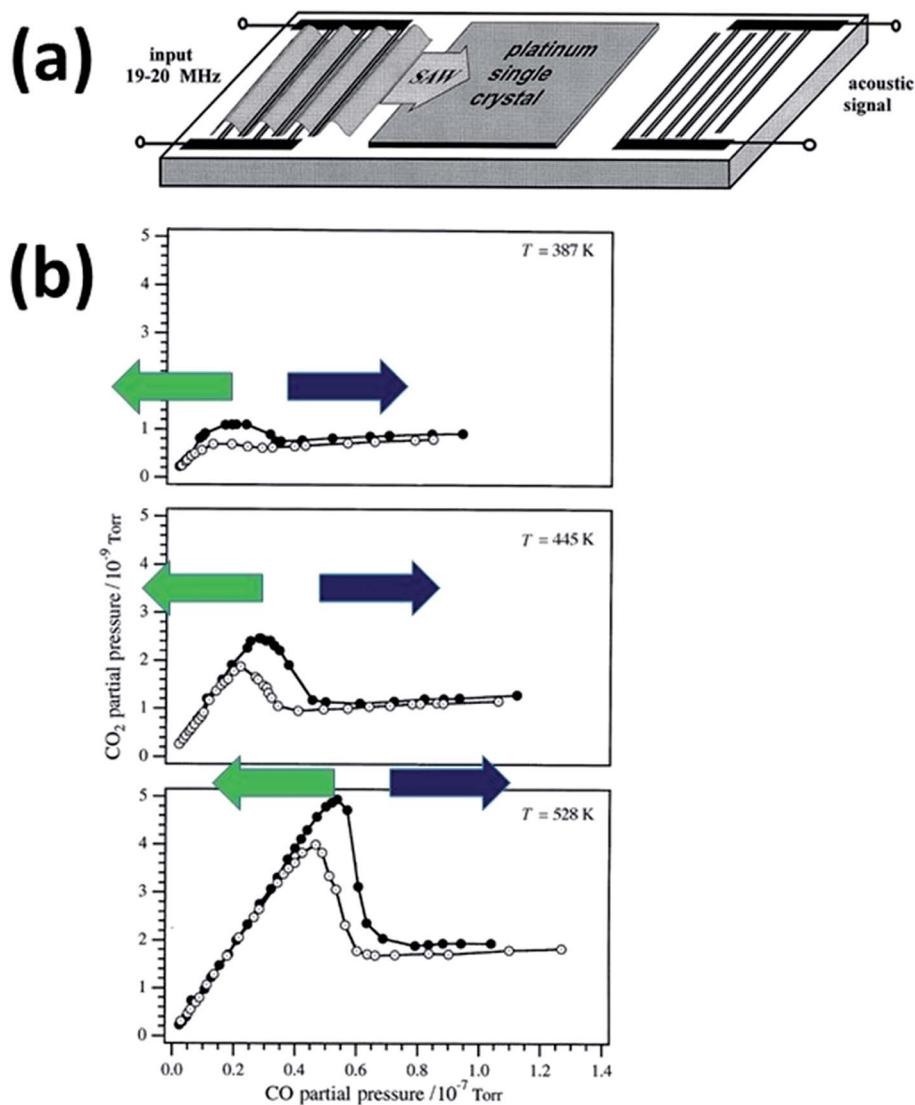 (a)
input
19-20 MHz
SAW
platinum
single
crystal
acoustic
signal
(b)
5
4
3
1
0
T = 387 K
5
4
3
2
1
0
T = 445 K
CO2 partial pressure / 10-9 Torr
5
4
3
2
1
0
T = 528 K
0.0 0.2 0.4 0.6 0.8 1.0 1.2 1.4
CO partial pressure /10-7 Torr